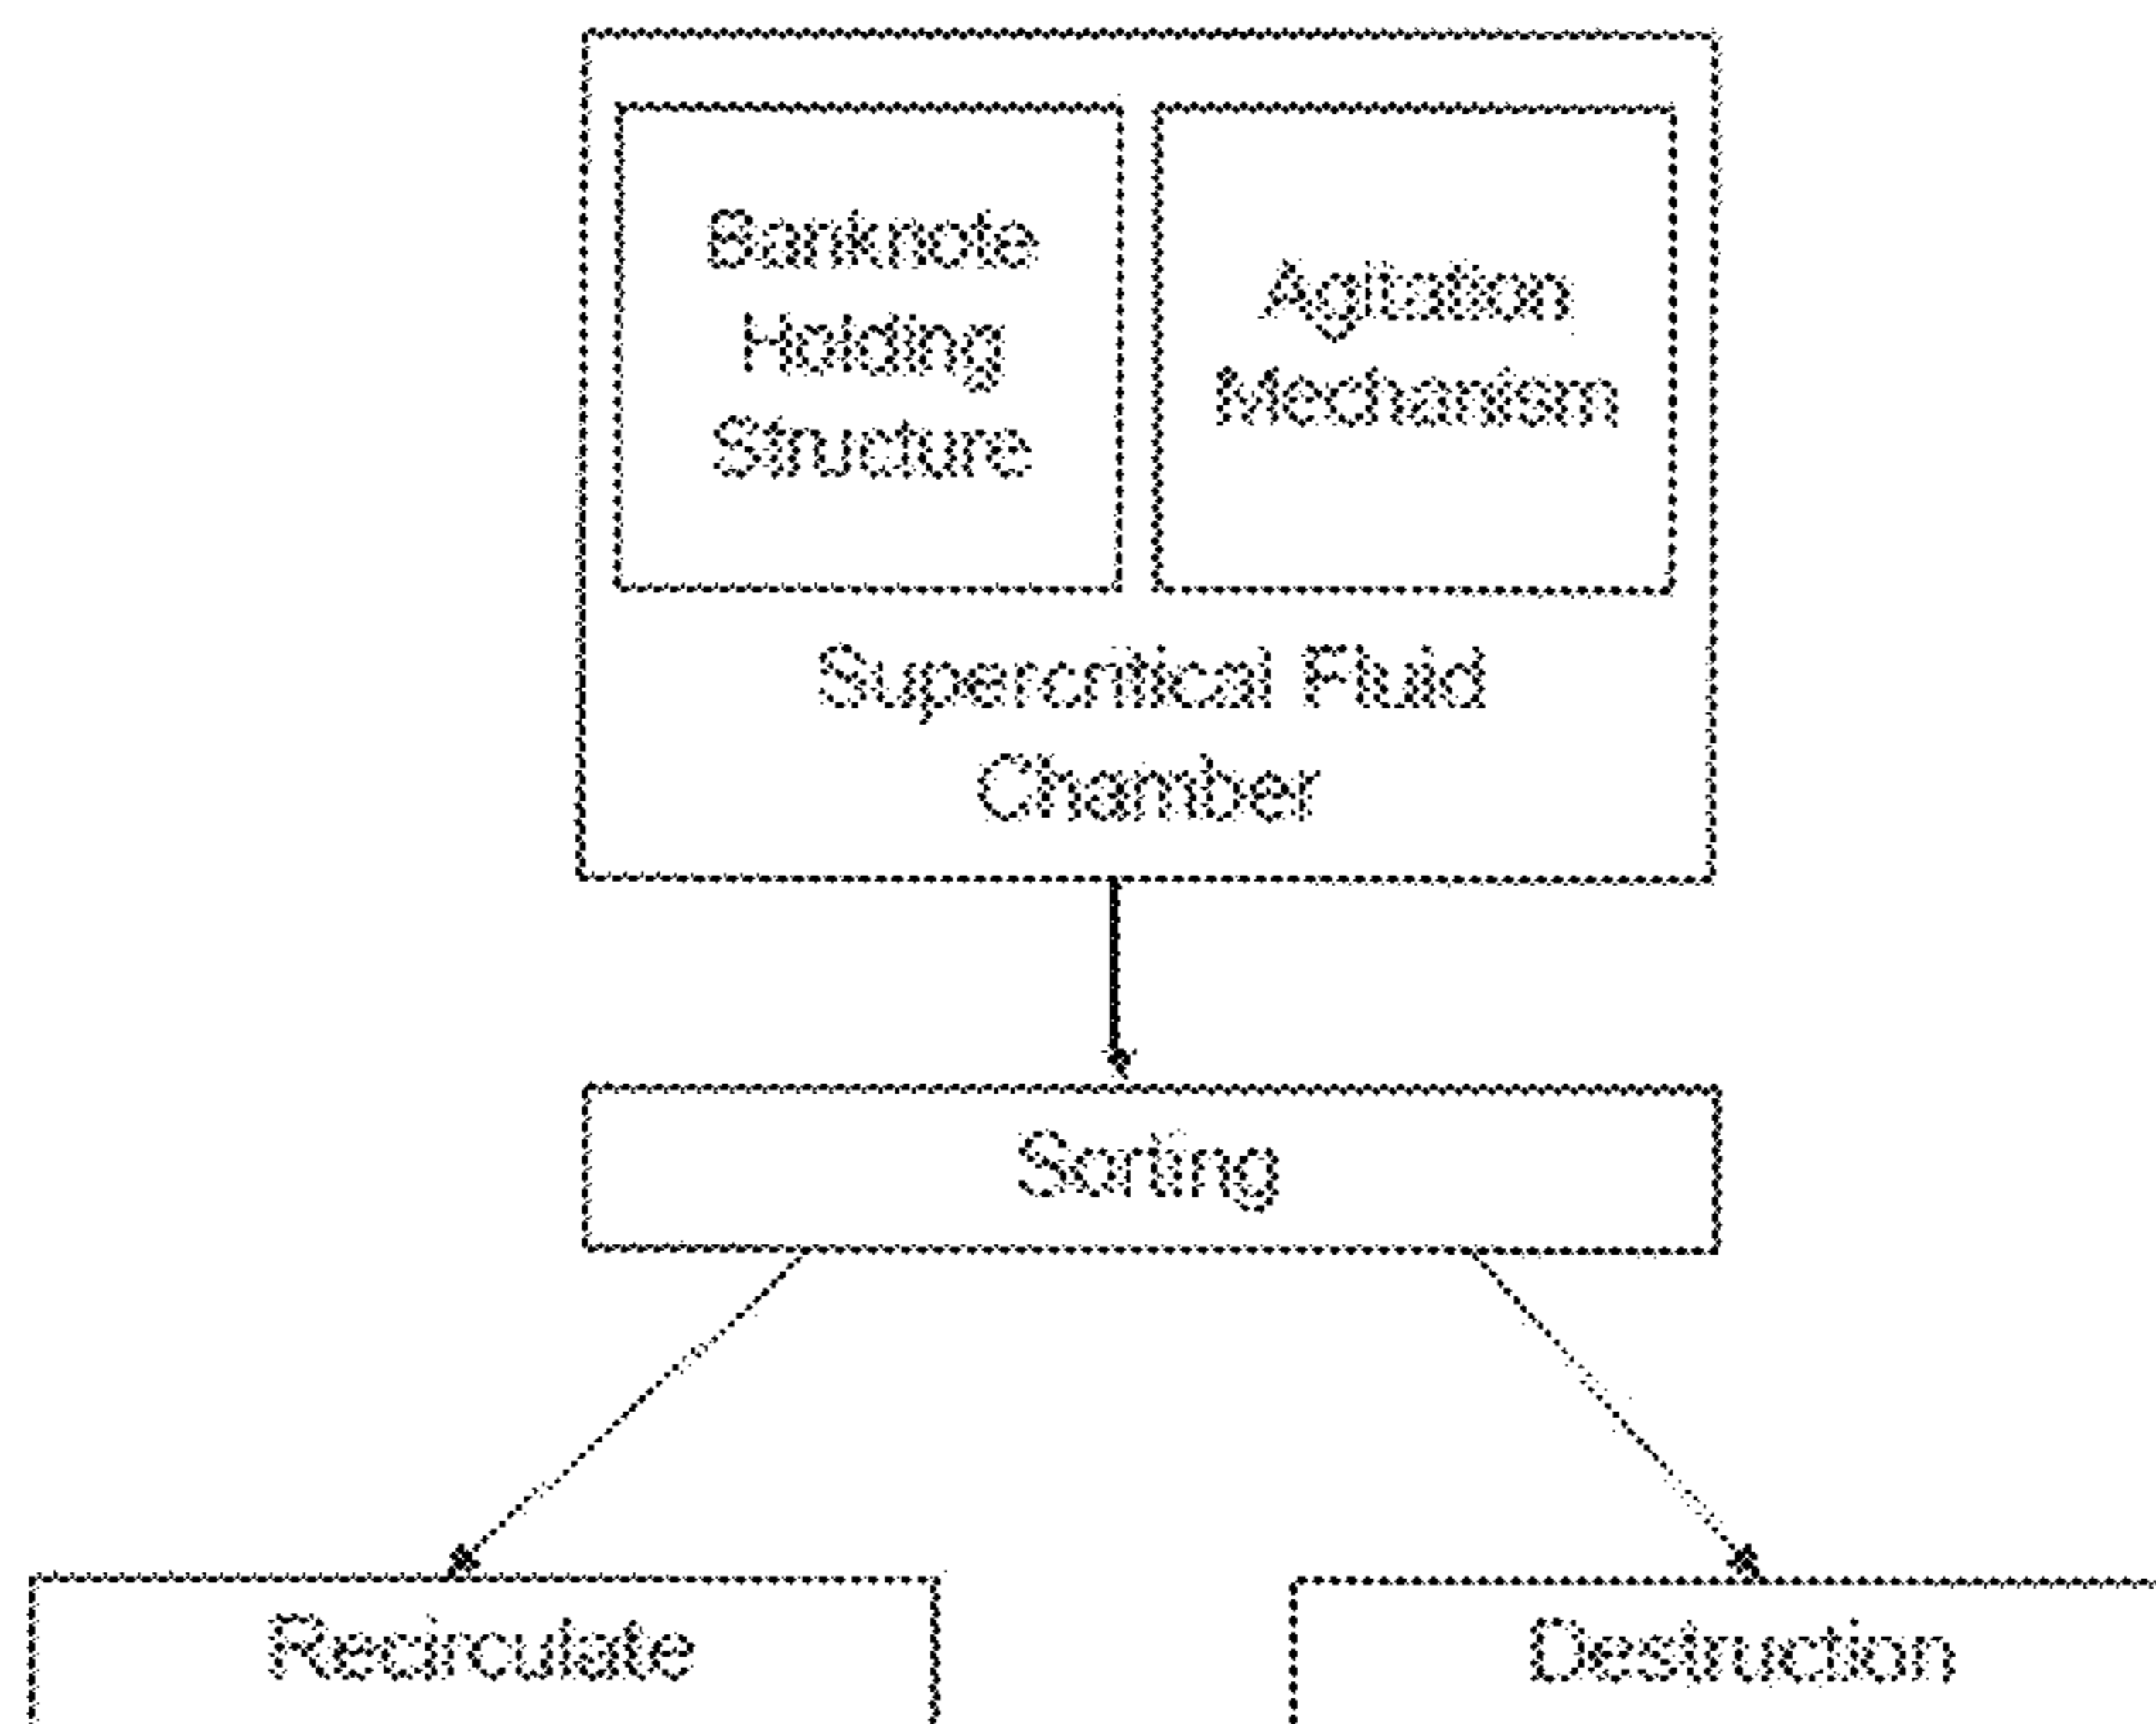 Banknote
Holding
Structure
Agitation
Mechanism
Supercritical Fluid
Chamber
Sorting
Recirculate
Destruction